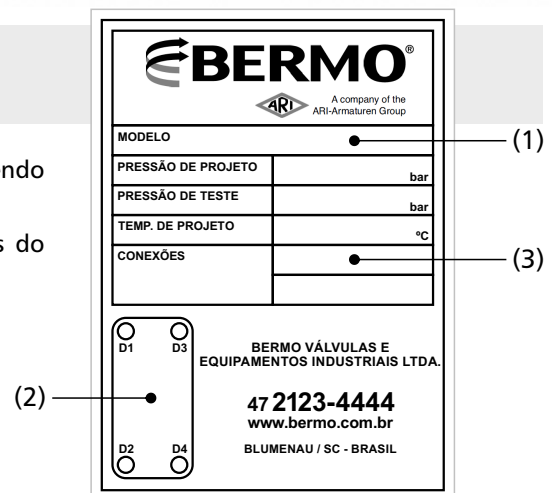 endo
s do
BERMO®
ARI
A company of the
ARI-Armaturen Group
MODELO
(1)
PRESSÃO DE PROJETO
bar
PRESSÃO DE TESTE
bar
TEMP. DE PROJETO
ºC
CONEXÕES
(3)
D1 D3
BERMO VÁLVULAS E
EQUIPAMENTOS INDUSTRIAIS LTDA.
(2)
47 2123-4444
www.bermo.com.br
D2 D4
BLUMENAU / SC - BRASIL